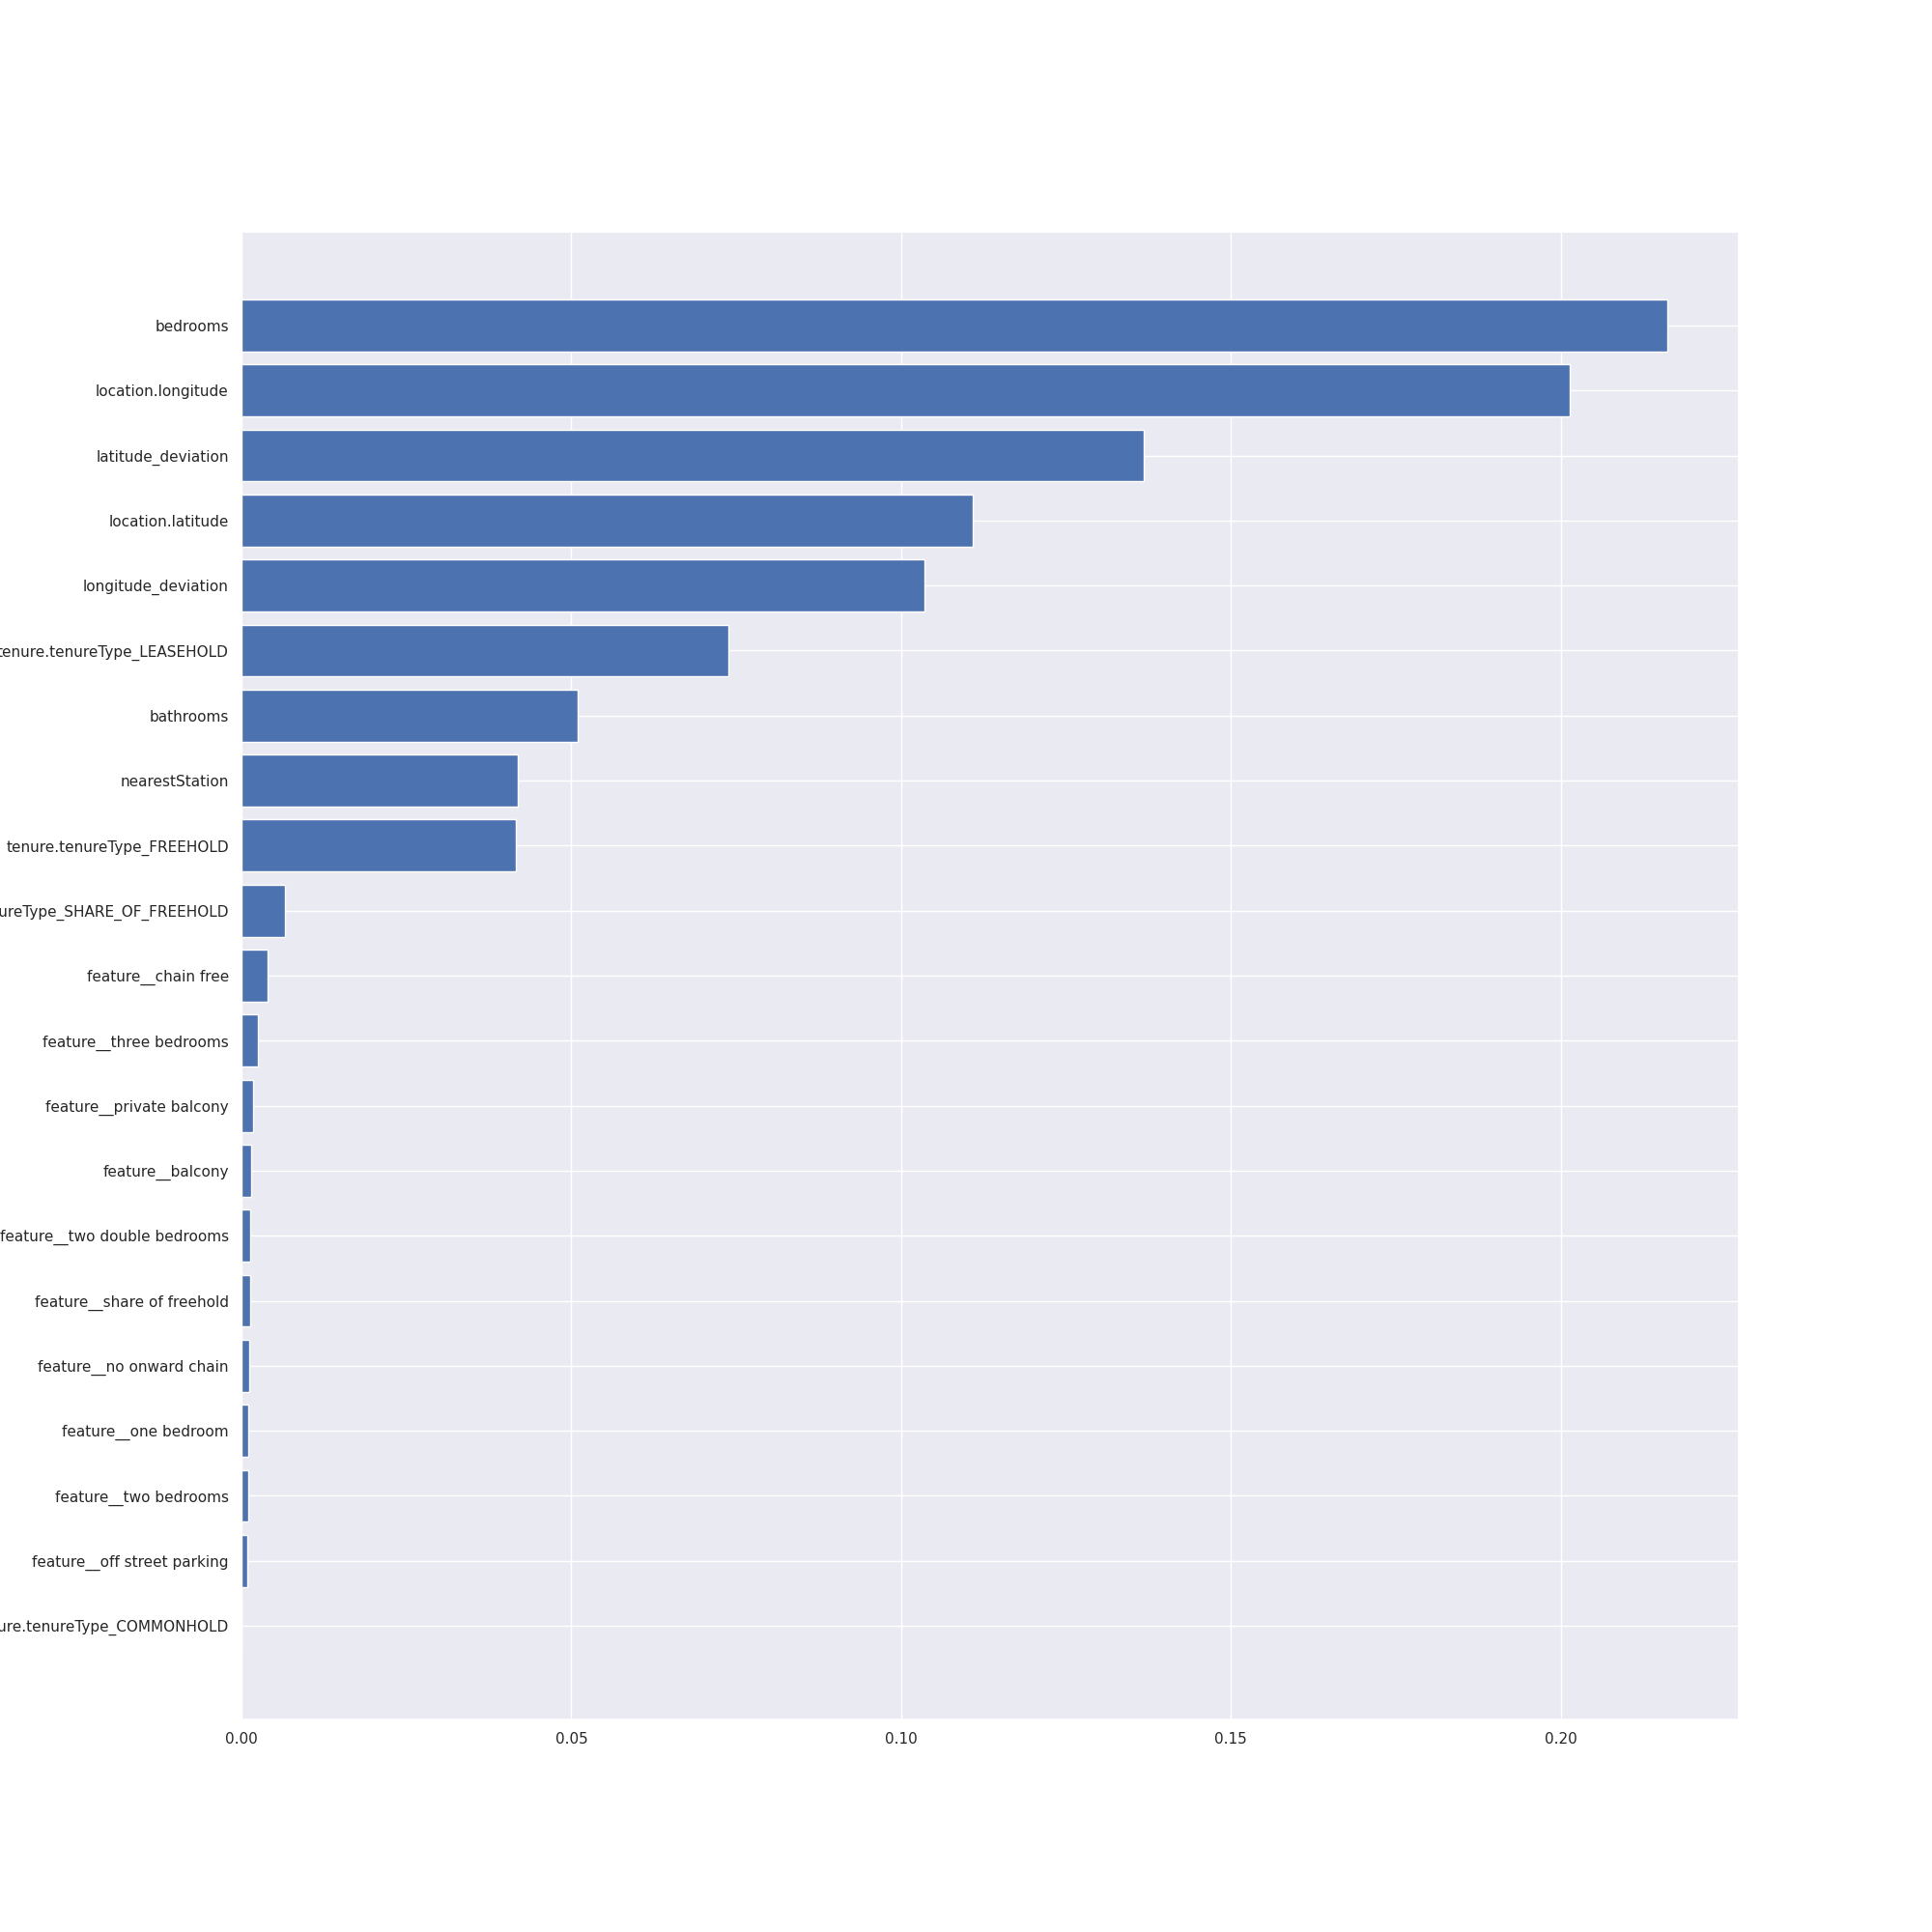 bedrooms
location.longitude
latitude_deviation
location.latitude
longitude_deviation
tenure.tenureType_LEASEHOLD
bathrooms
nearestStation
tenure.tenureType_FREEHOLD
ureType_SHARE_OF_FREEHOLD
feature__chain free
feature__three bedrooms
feature__private balcony
feature__balcony
feature__two double bedrooms
feature__share of freehold
feature__no onward chain
feature__one bedroom
feature__two bedrooms
feature__off street parking
ure.tenureType_COMMONHOLD
0.00 0.05 0.10 0.15 0.20